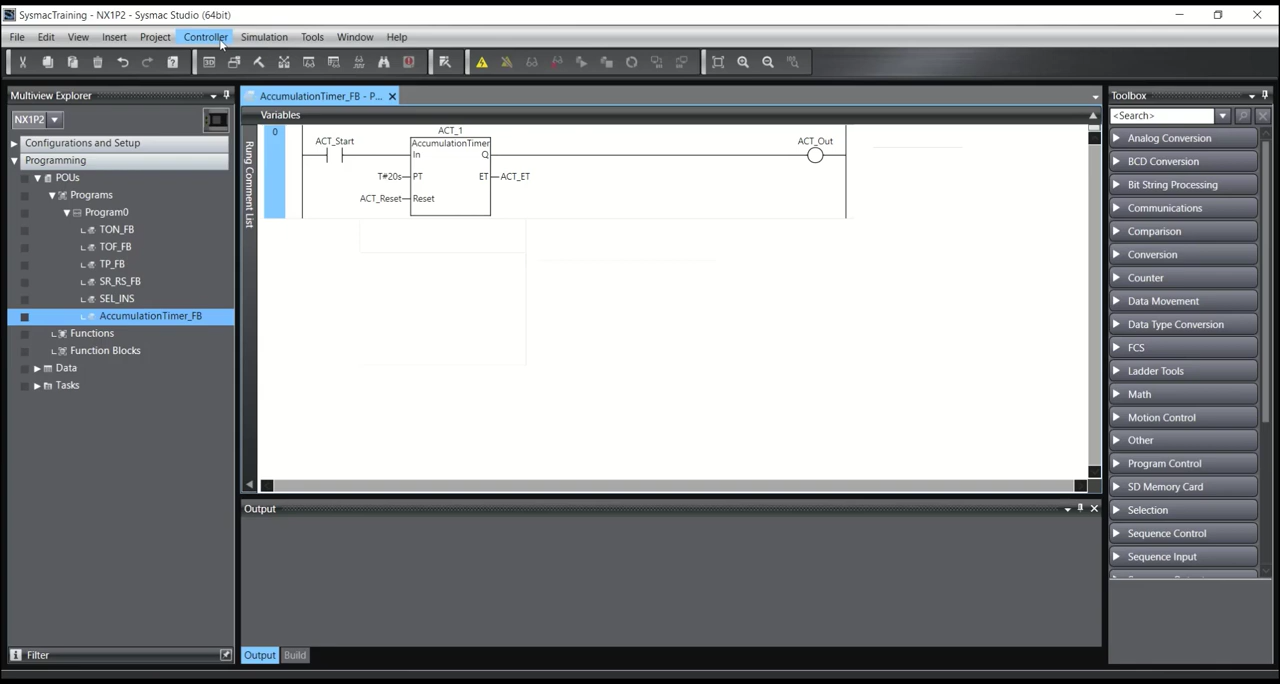 SysmacTraining - NX1P2 - Sysmac Studio (64bit)
File Edit View Insert Project Controller Simulation Tools Window Help
Multiview Explorer
NX1P2
Configurations and Setup
Programming
POUs
Programs
Program0
TON_FB
TOF_FB
TP_FB
SR_RS_FB
SEL_INS
AccumulationTimer_FB
Functions
Function Blocks
Data
Tasks
Filter
AccumulationTimer_FB - P...
Variables
Rung Comment List
0
ACT_Start
ACT_1
AccumulationTimer
In Q
ACT_Out
T#20s PT ET ACT_ET
ACT_Reset Reset
Output
Output Build
Toolbox
<Search>
Analog Conversion
BCD Conversion
Bit String Processing
Communications
Comparison
Conversion
Counter
Data Movement
Data Type Conversion
FCS
Ladder Tools
Math
Motion Control
Other
Program Control
SD Memory Card
Selection
Sequence Control
Sequence Input